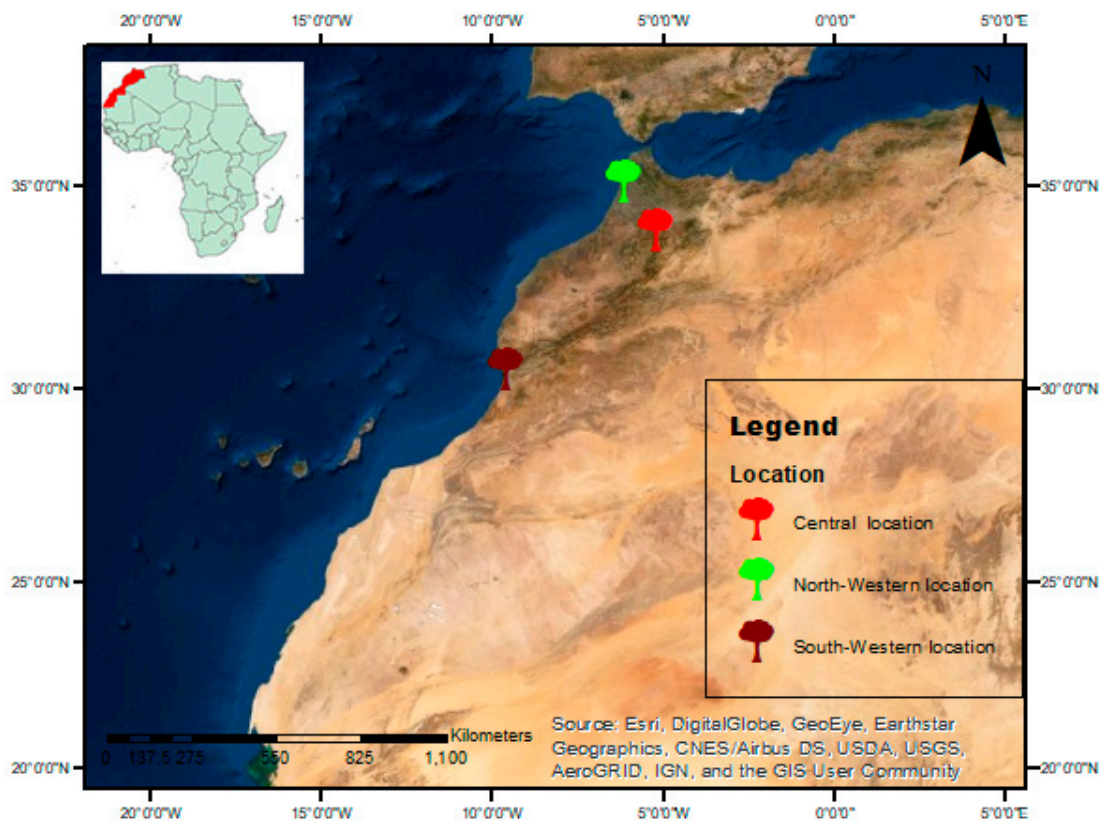 20°0'0"W 15°0'0"W 10°0'0"W 5°0'0"W 0°0'0" 5°0'0"E
N
35°0'0"N 35°0'0"N
30°0'0"N 30°0'0"N
Legend
Location
Central location
25°0'0"N 25°0'0"N
North-Western location
South-Western location
Kilometers
0 137.5 275 550 825 1,100
Source: Esri, DigitalGlobe, GeoEye, Earthstar
Geographics, CNES/Airbus DS, USDA, USGS,
AeroGRID, IGN, and the GIS User Community
20°0'0"N 20°0'0"N
20°0'0"W 15°0'0"W 10°0'0"W 5°0'0"W 0°0'0" 5°0'0"E